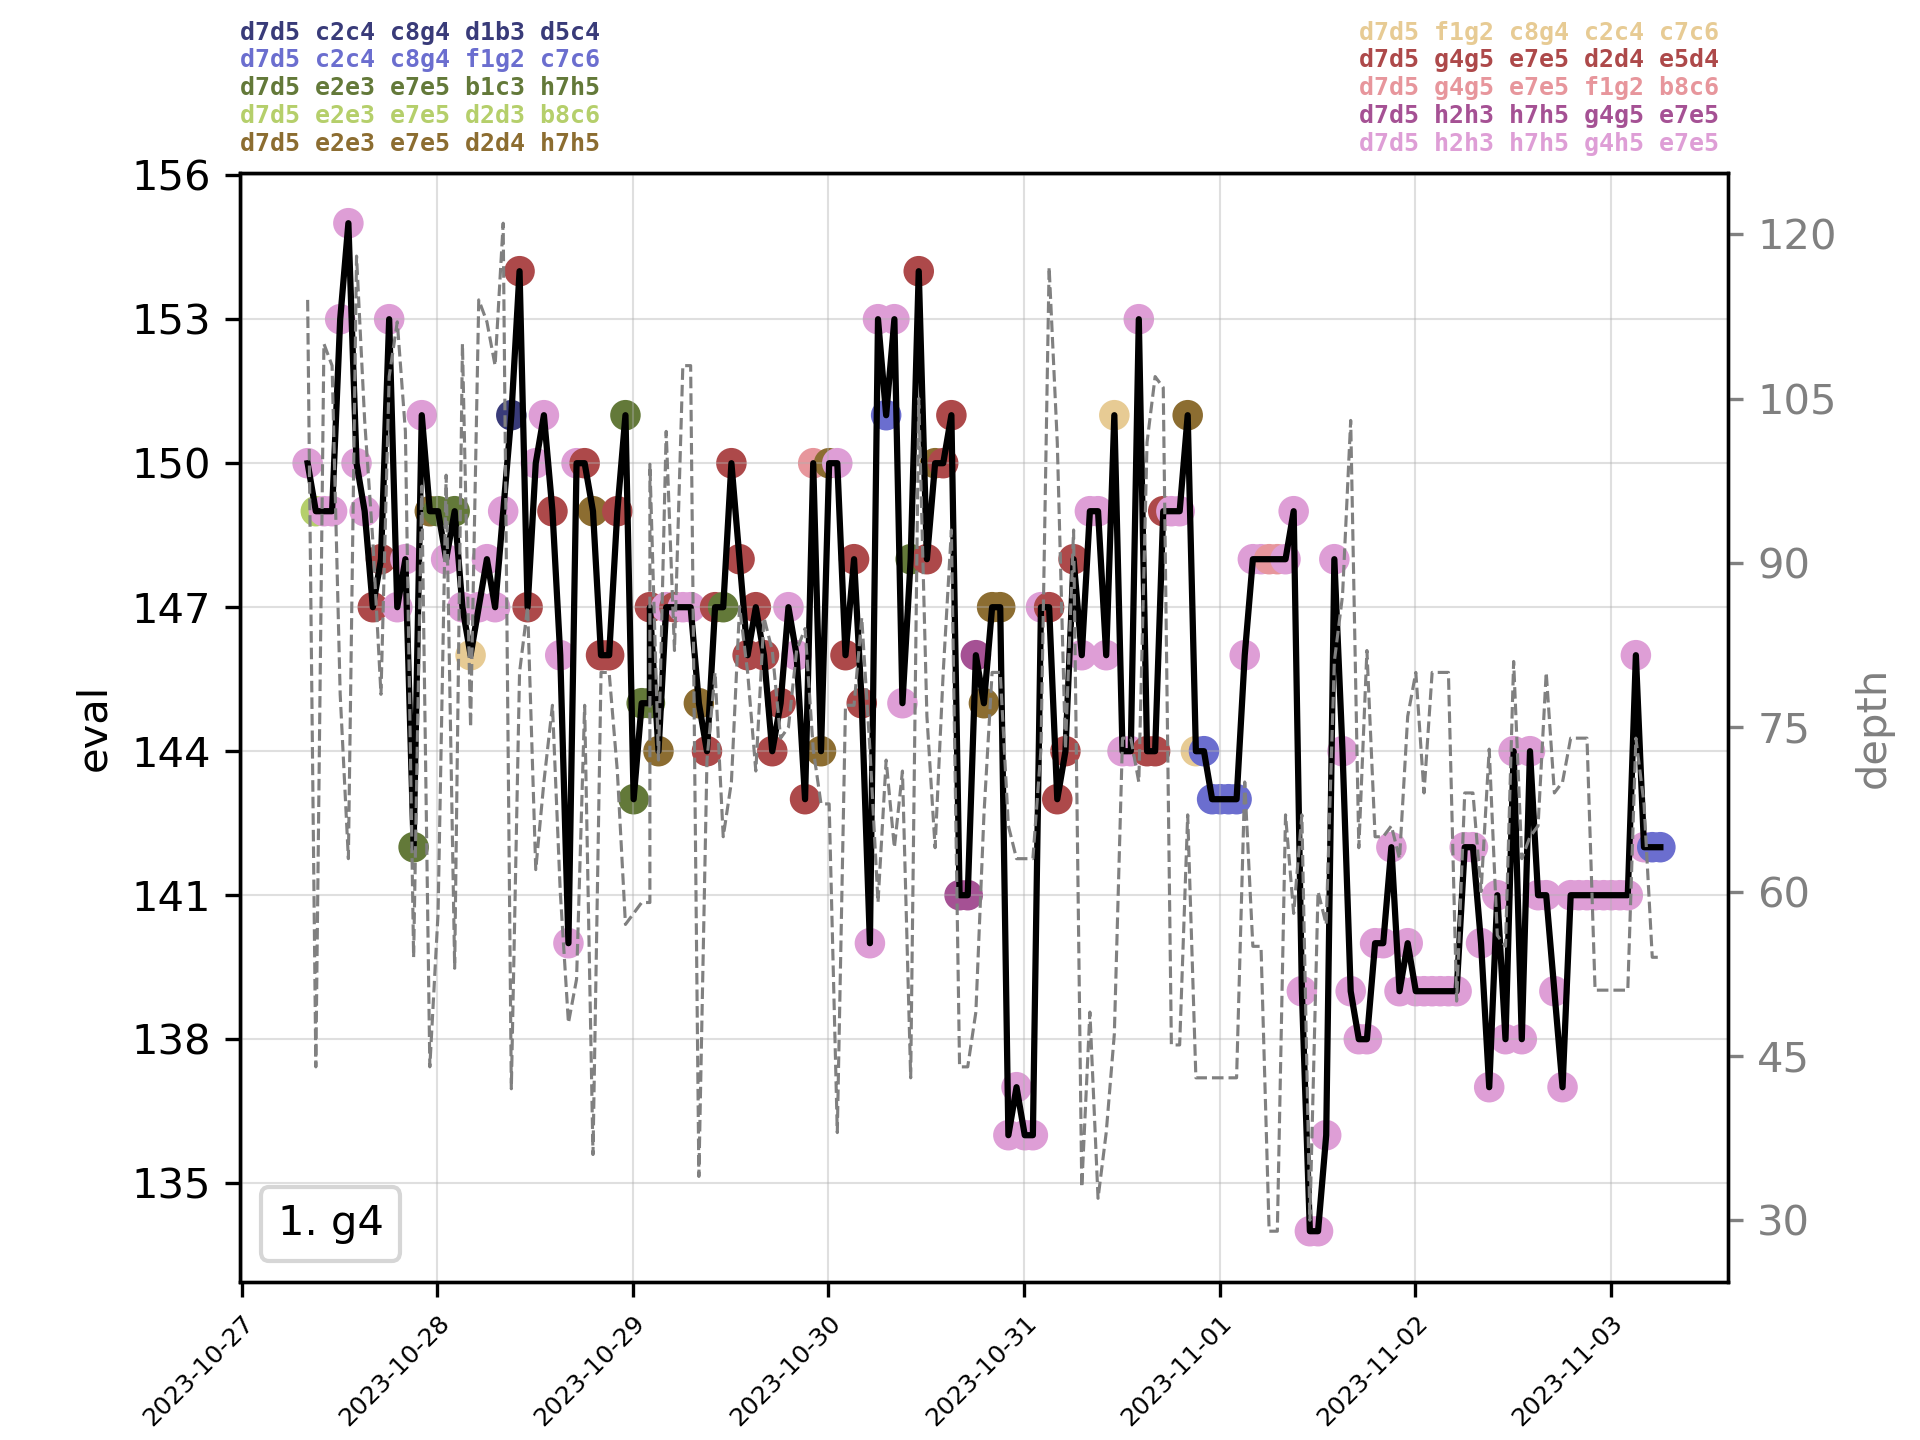 d7d5 c2c4 c8g4 d1b3 d5c4
d7d5 c2c4 c8g4 f1g2 c7c6
d7d5 e2e3 e7e5 b1c3 h7h5
d7d5 e2e3 e7e5 d2d3 b8c6
d7d5 e2e3 e7e5 d2d4 h7h5
d7d5 f1g2 c8g4 c2c4 c7c6
d7d5 g4g5 e7e5 d2d4 e5d4
d7d5 g4g5 e7e5 f1g2 b8c6
d7d5 h2h3 h7h5 g4g5 e7e5
d7d5 h2h3 h7h5 g4h5 e7e5
156
153
150
147
144
141
138
135
eval
120
105
90
75
60
45
30
depth
1. g4
2023-10-27
2023-10-28
2023-10-29
2023-10-30
2023-10-31
2023-11-01
2023-11-02
2023-11-03